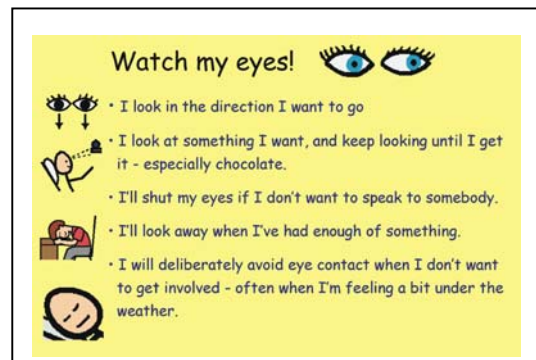 Watch my eyes!
• I look in the direction I want to go
• I look at something I want, and keep looking until I get
it - especially chocolate.
• I'll shut my eyes if I don't want to speak to somebody.
• I'll look away when I've had enough of something.
• I will deliberately avoid eye contact when I don't want
to get involved - often when I'm feeling a bit under the
weather.